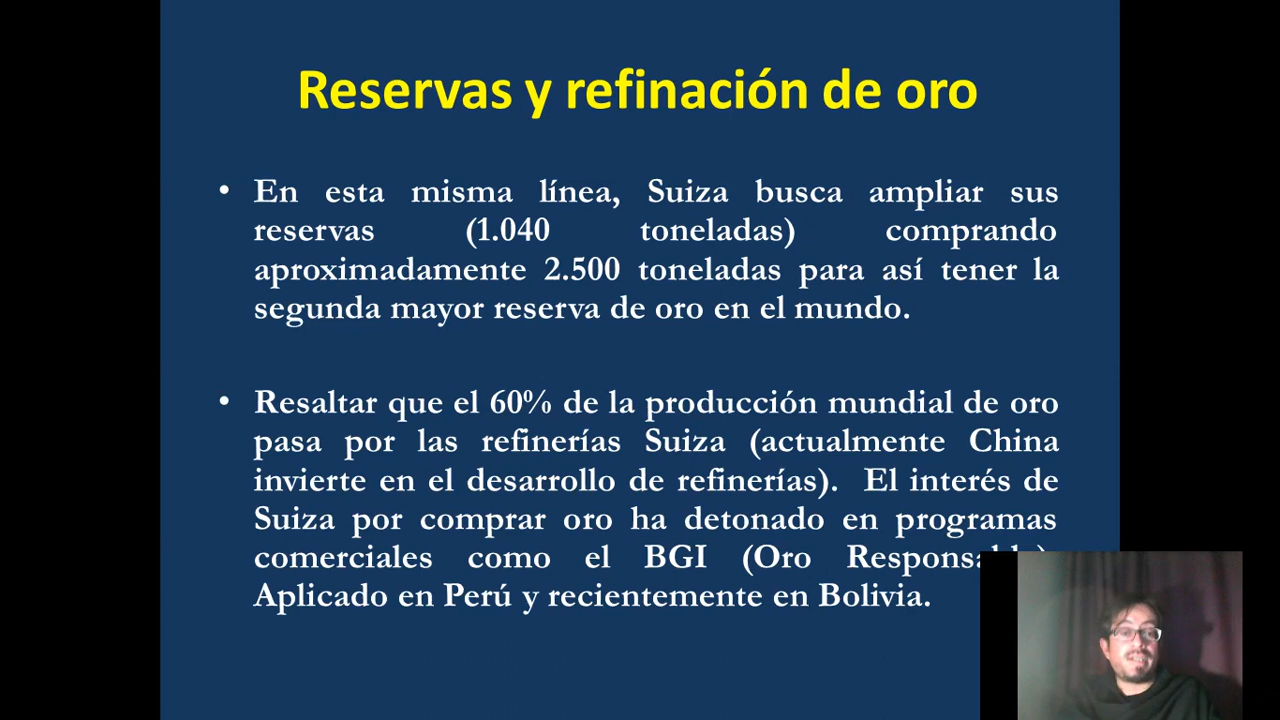 Reservas y refinación de oro
• En esta misma línea, Suiza busca ampliar sus
reservas (1.040 toneladas) comprando
aproximadamente 2.500 toneladas para así tener la
segunda mayor reserva de oro en el mundo.
• Resaltar que el 60% de la producción mundial de oro
pasa por las refinerías Suiza (actualmente China
invierte en el desarrollo de refinerías). El interés de
Suiza por comprar oro ha detonado en programas
comerciales como el BGI (Oro
Aplicado en Perú y recientemente en Bolivia.